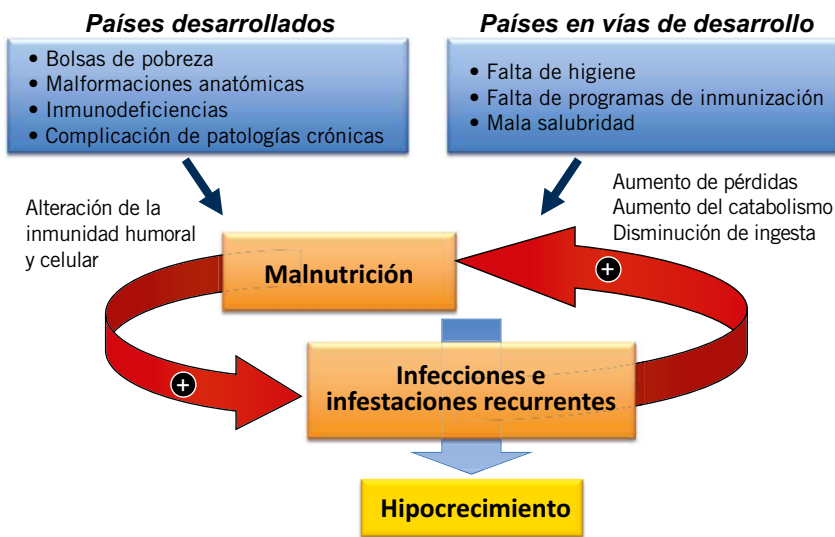 Países desarrollados
• Bolsas de pobreza
• Malformaciones anatómicas
• Inmunodeficiencias
• Complicación de patologías crónicas
Países en vías de desarrollo
• Falta de higiene
• Falta de programas de inmunización
• Mala salubridad
Alteración de la
inmunidad humoral
y celular
Aumento de pérdidas
Aumento del catabolismo
Disminución de ingesta
Malnutrición
+
+
Infecciones e
infestaciones recurrentes
Hipocrecimiento